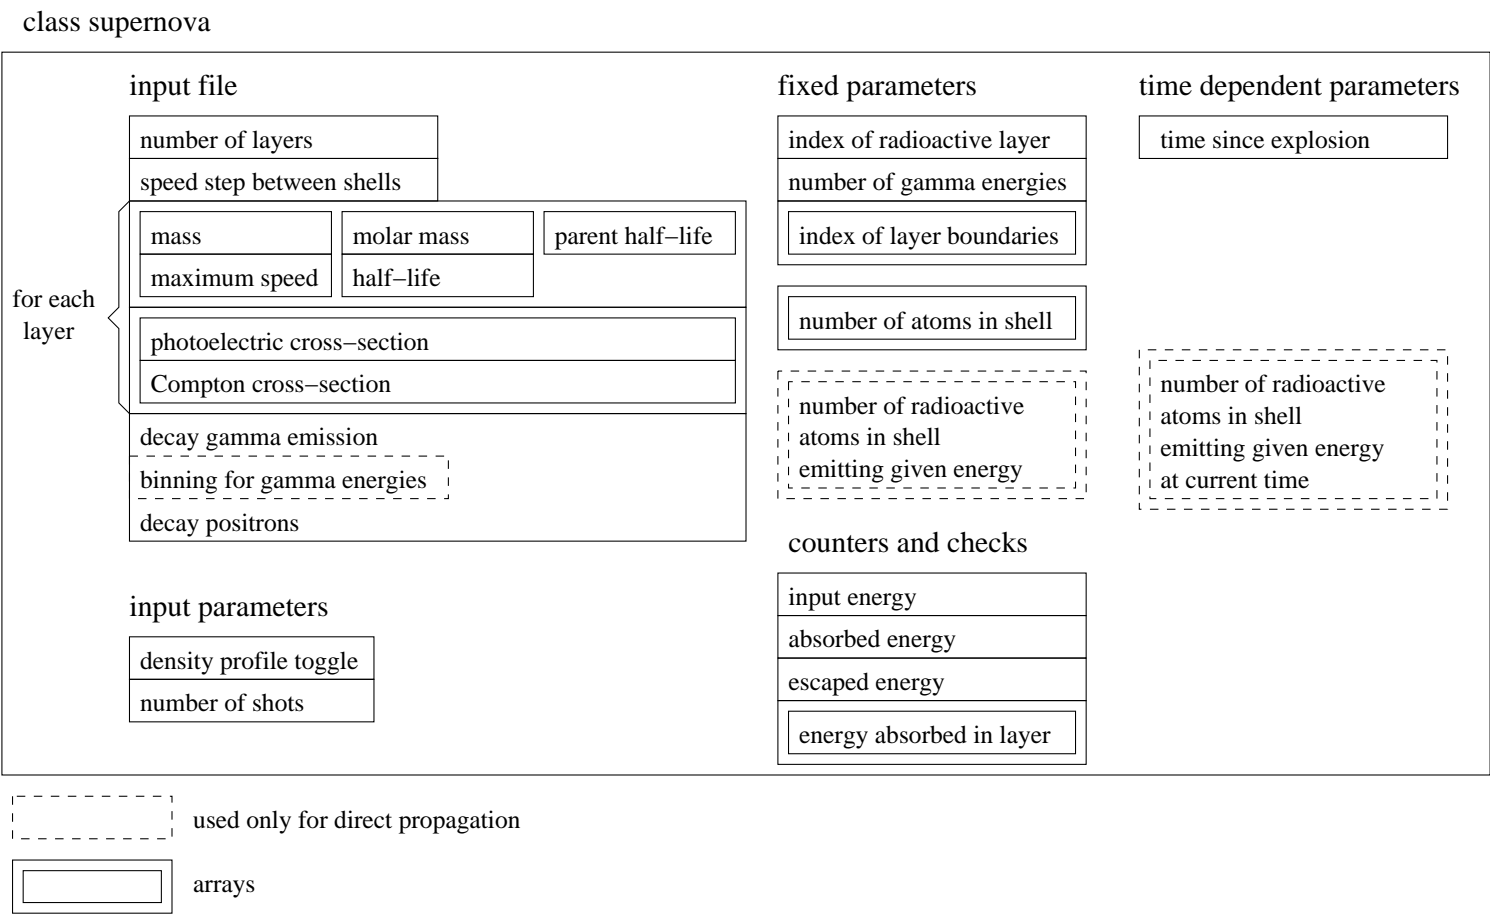 class supernova
input file
number of layers
speed step between shells
mass
molar mass
parent half−life
maximum speed
half−life
for each
layer
photoelectric cross−section
Compton cross−section
decay gamma emission
binning for gamma energies
decay positrons
input parameters
density profile toggle
number of shots
fixed parameters
index of radioactive layer
number of gamma energies
index of layer boundaries
number of atoms in shell
number of radioactive
atoms in shell
emitting given energy
counters and checks
input energy
absorbed energy
escaped energy
energy absorbed in layer
time dependent parameters
time since explosion
number of radioactive
atoms in shell
emitting given energy
at current time
used only for direct propagation
arrays